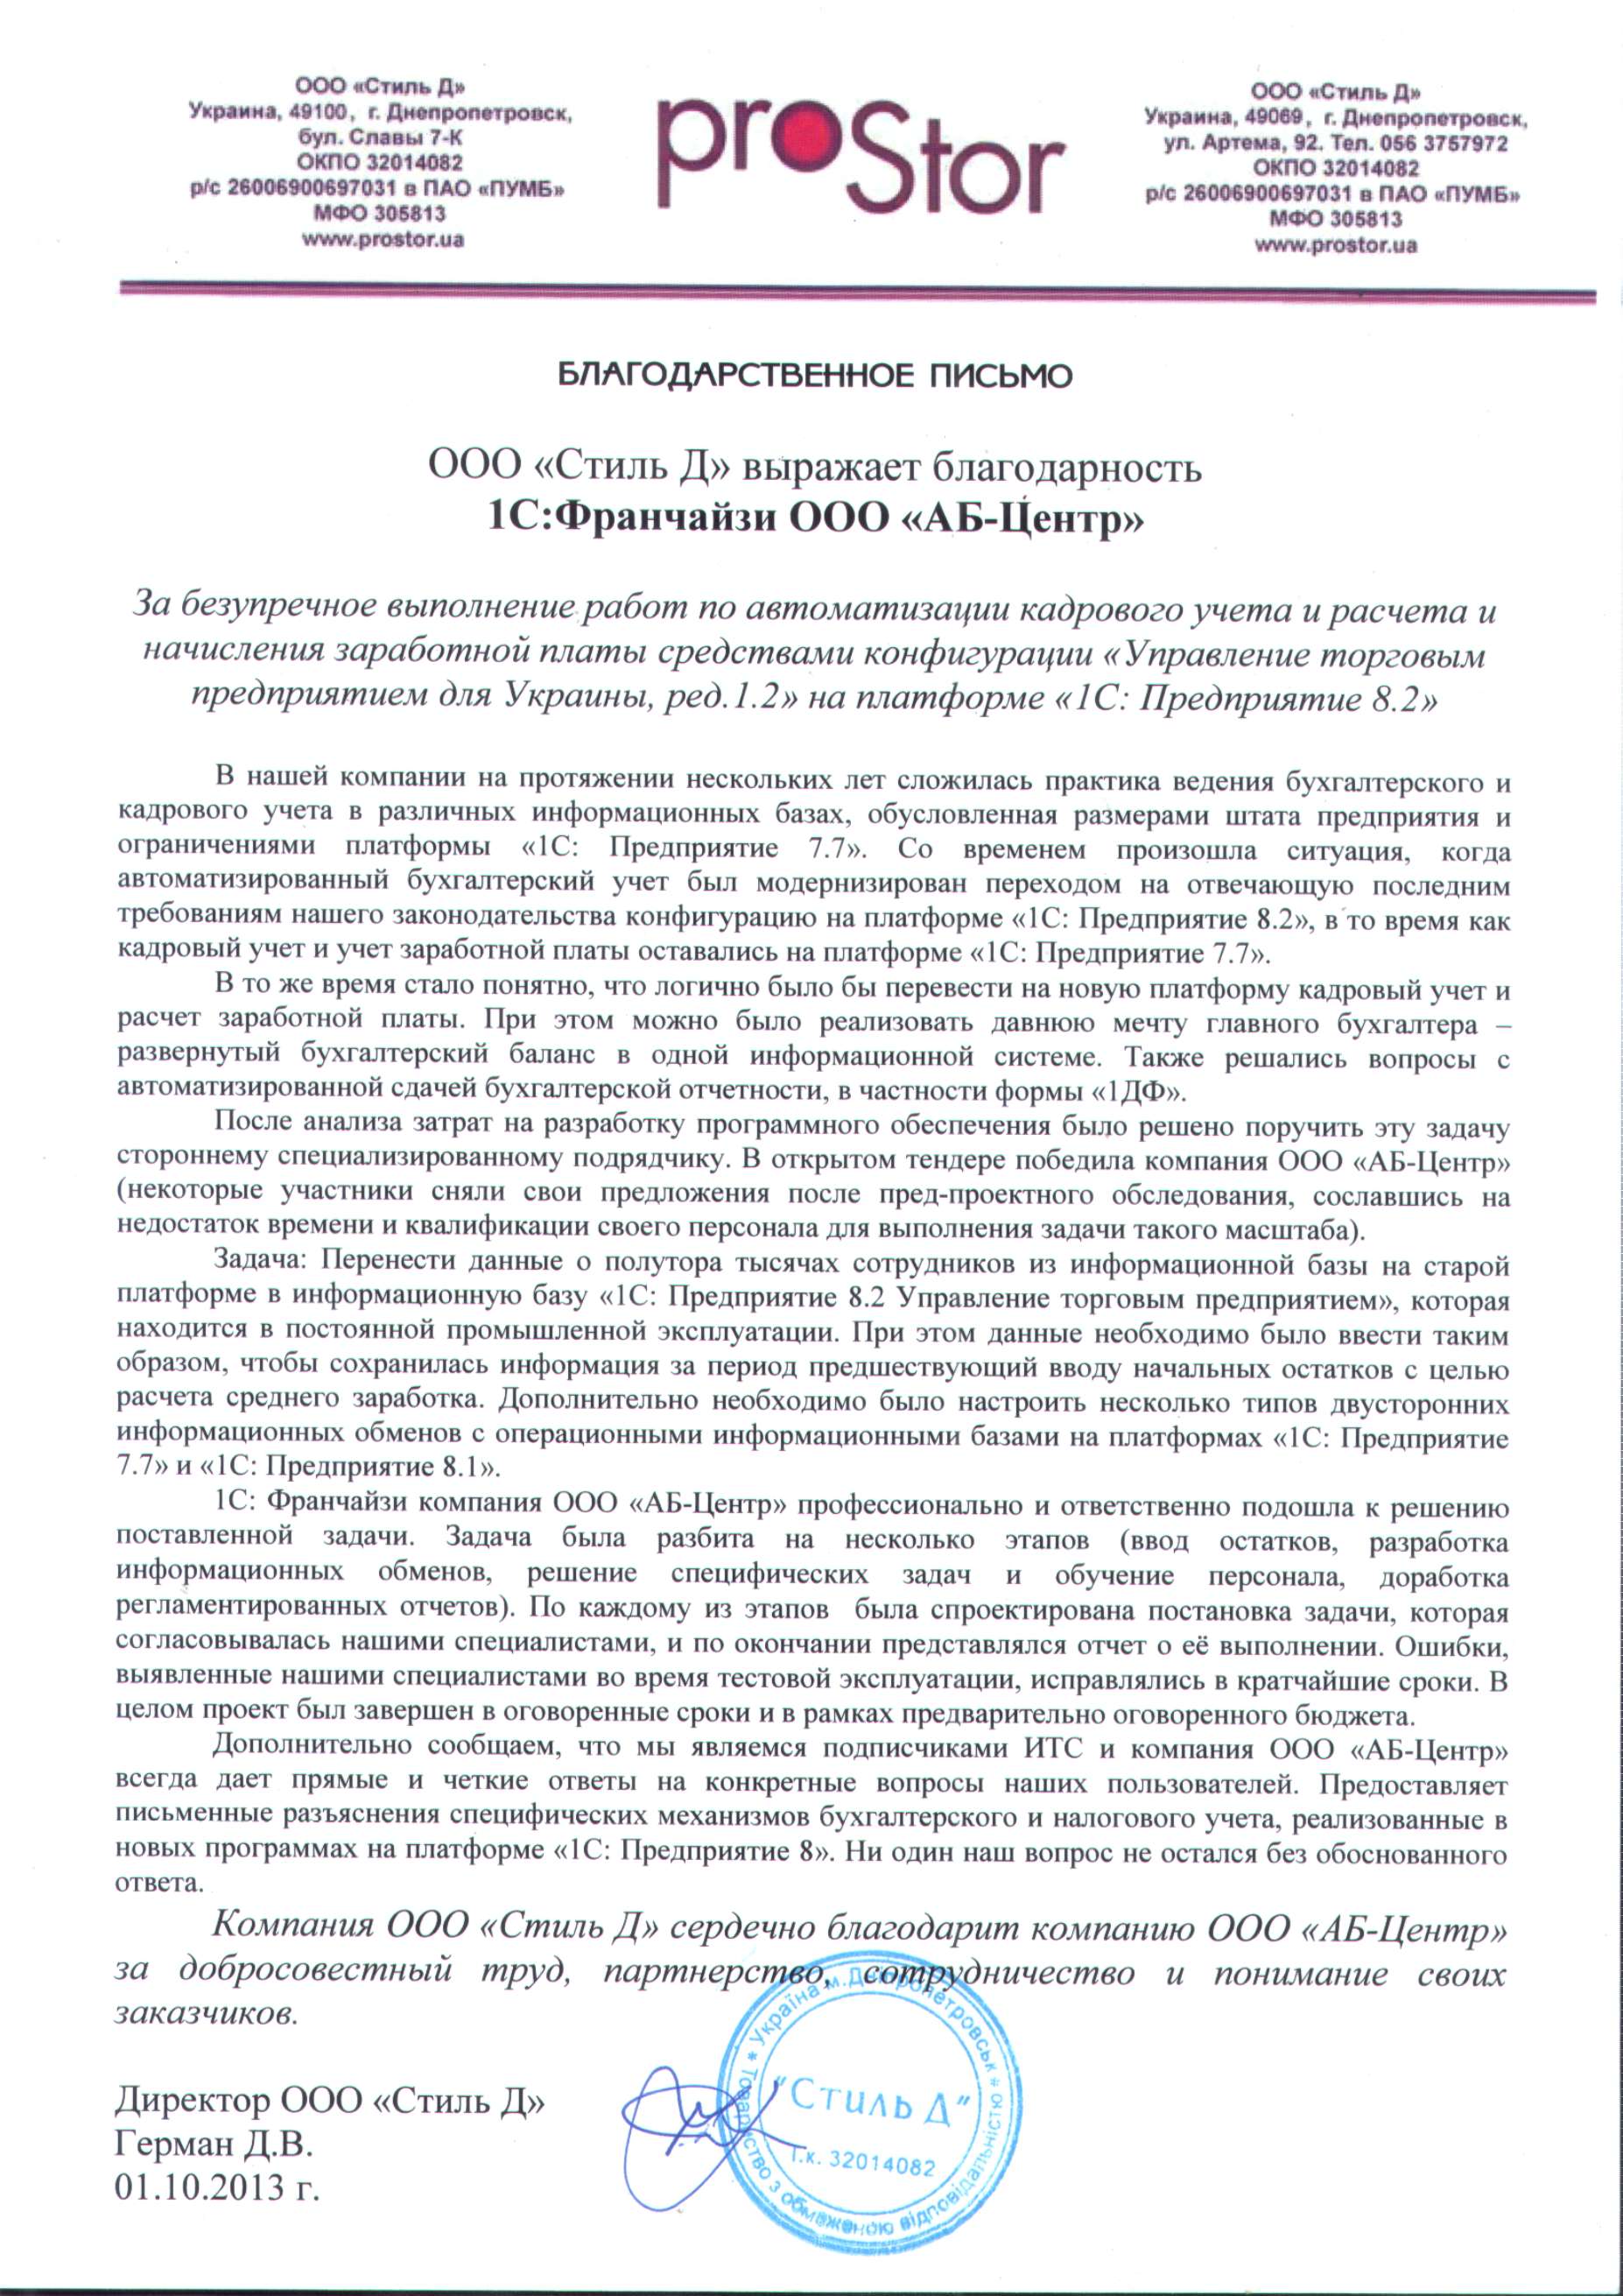 ООО «Стиль Д»
Украина, 49100, г. Днепропетровск,
бул. Славы 7-К
ОКПО 32014082
р/с 26006900697031 в ПАО «ПУМБ»
МФО 305813
www.prostor.ua
proStor
ООО «Стиль Д»
Украина, 49069, г. Днепропетровск,
ул. Артема, 92. Тел. 056 3757972
ОКПО 32014082
р/с 26006900697031 в ПАО «ПУМБ»
МФО 305813
www.prostor.ua
БЛАГОДАРСТВЕННОЕ ПИСЬМО
ООО «Стиль Д» выражает благодарность
1С:Франчайзи ООО «АБ-Центр»
За безупречное выполнение работ по автоматизации кадрового учета и расчета и
начисления заработной платы средствами конфигурации «Управление торговым
предприятием для Украины, ред.1.2» на платформе «1С: Предприятие 8.2»
В нашей компании на протяжении нескольких лет сложилась практика ведения бухгалтерского и
кадрового учета в различных информационных базах, обусловленная размерами штата предприятия и
ограничениями платформы «1С: Предприятие 7.7». Со временем произошла ситуация, когда
автоматизированный бухгалтерский учет был модернизирован переходом на отвечающую последним
требованиям нашего законодательства конфигурацию на платформе «1С: Предприятие 8.2», в то время как
кадровый учет и учет заработной платы оставались на платформе «1С: Предприятие 7.7».
В то же время стало понятно, что логично было бы перевести на новую платформу кадровый учет и
расчет заработной платы. При этом можно было реализовать давнюю мечту главного бухгалтера –
развернутый бухгалтерский баланс в одной информационной системе. Также решались вопросы с
автоматизированной сдачей бухгалтерской отчетности, в частности формы «1ДФ».
После анализа затрат на разработку программного обеспечения было решено поручить эту задачу
стороннему специализированному подрядчику. В открытом тендере победила компания ООО «АБ-Центр»
(некоторые участники сняли свои предложения после пред-проектного обследования, сославшись на
недостаток времени и квалификации своего персонала для выполнения задачи такого масштаба).
Задача: Перенести данные о полутора тысячах сотрудников из информационной базы на старой
платформе в информационную базу «1С: Предприятие 8.2 Управление торговым предприятием», которая
находится в постоянной промышленной эксплуатации. При этом данные необходимо было ввести таким
образом, чтобы сохранилась информация за период предшествующий вводу начальных остатков с целью
расчета среднего заработка. Дополнительно необходимо было настроить несколько типов двусторонних
информационных обменов с операционными информационными базами на платформах «1С: Предприятие
7.7» и «1С: Предприятие 8.1».
1С: Франчайзи компания ООО «АБ-Центр» профессионально и ответственно подошла к решению
поставленной задачи. Задача была разбита на несколько этапов (ввод остатков, разработка
информационных обменов, решение специфических задач и обучение персонала, доработка
регламентированных отчетов). По каждому из этапов была спроектирована постановка задачи, которая
согласовывалась нашими специалистами, и по окончании представлялся отчет о её выполнении. Ошибки,
выявленные нашими специалистами во время тестовой эксплуатации, исправлялись в кратчайшие сроки. В
целом проект был завершен в оговоренные сроки и в рамках предварительно оговоренного бюджета.
Дополнительно сообщаем, что мы являемся подписчиками ИТС и компания ООО «АБ-Центр»
всегда дает прямые и четкие ответы на конкретные вопросы наших пользователей. Предоставляет
письменные разъяснения специфических механизмов бухгалтерского и налогового учета, реализованные в
новых программах на платформе «1С: Предприятие 8». Ни один наш вопрос не остался без обоснованного
ответа.
Компания ООО «Стиль Д» сердечно благодарит компанию ООО «АБ-Центр»
за добросовестный труд, партнерство, сотрудничество и понимание своих
заказчиков.
Директор ООО «Стиль Д»
Герман Д.В.
01.10.2013 г.
* Україна м.Дніпропетровськ *
Товариство з обмеженою відповідальністю
"Стиль Д"
І.к. 32014082